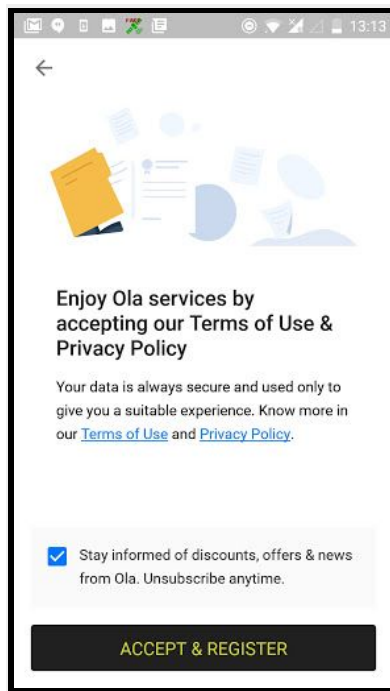 13:13
Enjoy Ola services by
accepting our Terms of Use &
Privacy Policy
Your data is always secure and used only to
give you a suitable experience. Know more in
our Terms of Use and Privacy Policy.
Stay informed of discounts, offers & news
from Ola. Unsubscribe anytime.
ACCEPT & REGISTER